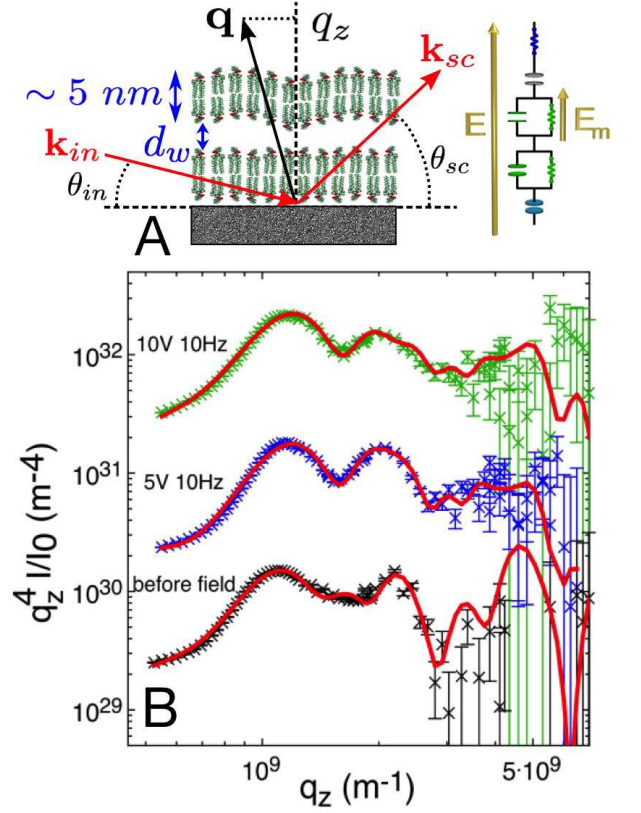 q q_z
k_sc
~ 5 nm
k_in d_w
θ_in θ_sc
E E_m
A
10V 10Hz
5V 10Hz
before field
B
10^32
10^31
10^30
10^29
q_z^4 I/I0 (m-4)
10^9 5·10^9
q_z (m-1)